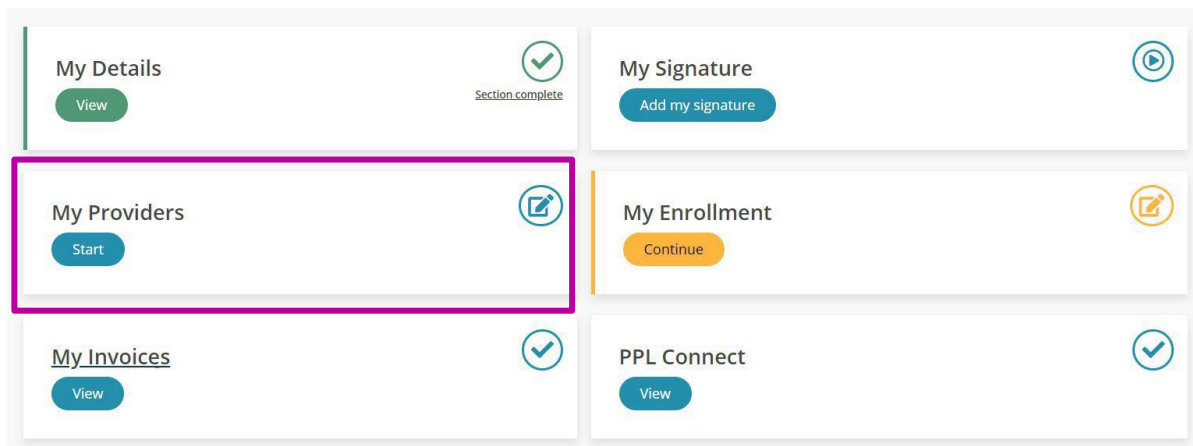 My Details
View
Section complete
My Signature
Add my signature
My Providers
Start
My Enrollment
Continue
My Invoices
View
PPL Connect
View